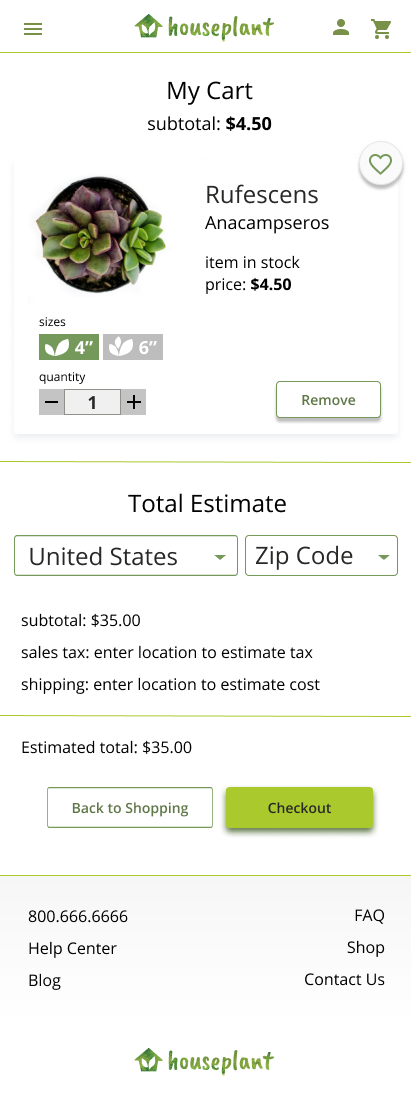 houseplant
My Cart
subtotal: $4.50
Rufescens
Anacampseros
item in stock
price: $4.50
sizes
4” 6”
quantity
− 1 +
Remove
Total Estimate
United States Zip Code
subtotal: $35.00
sales tax: enter location to estimate tax
shipping: enter location to estimate cost
Estimated total: $35.00
Back to Shopping Checkout
800.666.6666 FAQ
Help Center Shop
Blog Contact Us
houseplant